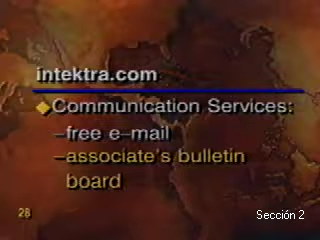 intektra.com
◆Communication Services:
–free e–mail
–associate's bulletin
board
28
Sección 2